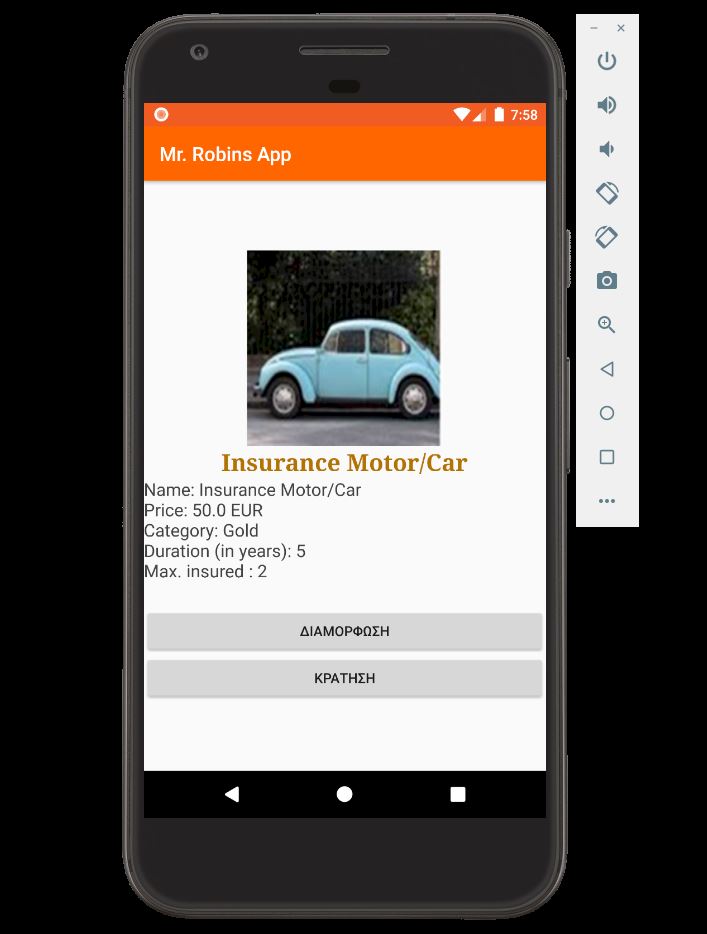 7:58
Mr. Robins App
Insurance Motor/Car
Name: Insurance Motor/Car
Price: 50.0 EUR
Category: Gold
Duration (in years): 5
Max. insured : 2
ΔΙΑΜΟΡΦΩΣΗ
ΚΡΑΤΗΣΗ